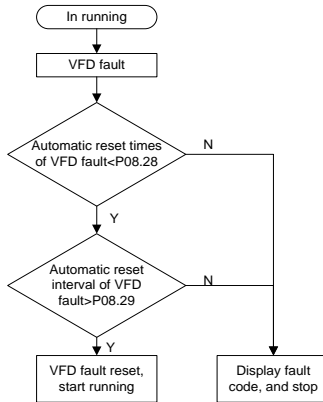 In running
VFD fault
Automatic reset times
of VFD fault<P08.28
N
Y
Automatic reset
interval of VFD
fault>P08.29
N
Y
VFD fault reset,
start running
Display fault
code, and stop